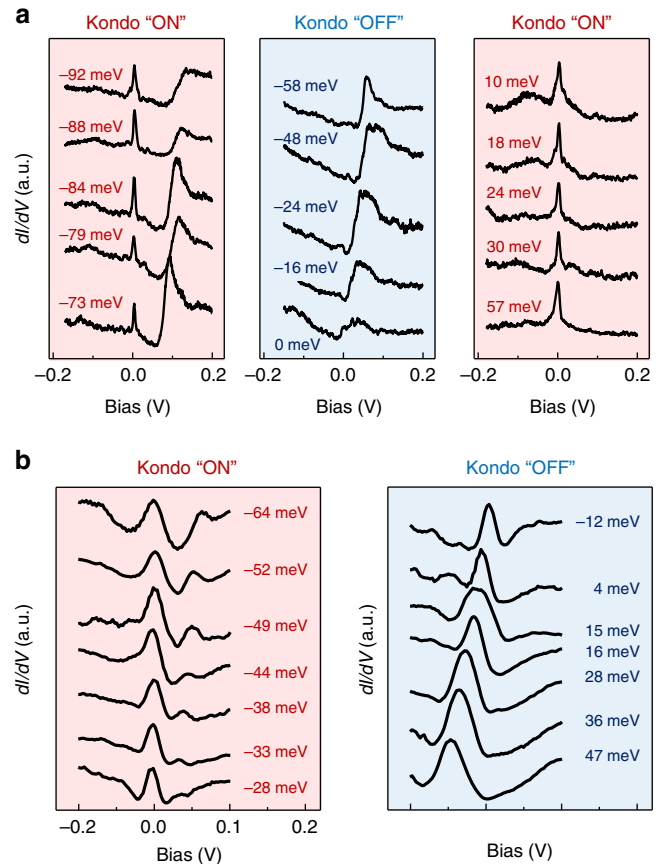 a
Kondo “ON”
Kondo “OFF”
Kondo “ON”
dI/dV (a.u.)
–92 meV
–88 meV
–84 meV
–79 meV
–73 meV
–58 meV
–48 meV
–24 meV
–16 meV
0 meV
10 meV
18 meV
24 meV
30 meV
57 meV
–0.2 0.0 0.2
0.0 0.2
–0.2 0.0 0.2
Bias (V)
Bias (V)
Bias (V)
b
Kondo “ON”
Kondo “OFF”
dI/dV (a.u.)
–64 meV
–52 meV
–49 meV
–44 meV
–38 meV
–33 meV
–28 meV
dI/dV (a.u.)
–12 meV
4 meV
15 meV
16 meV
28 meV
36 meV
47 meV
–0.2 0.0 0.1 0.2
Bias (V)
Bias (V)